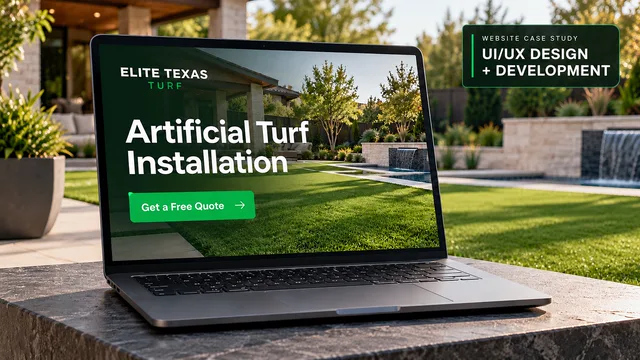 ELITE TEXAS
TURF
Artificial Turf
Installation
Get a Free Quote →
WEBSITE CASE STUDY
UI/UX DESIGN
+ DEVELOPMENT